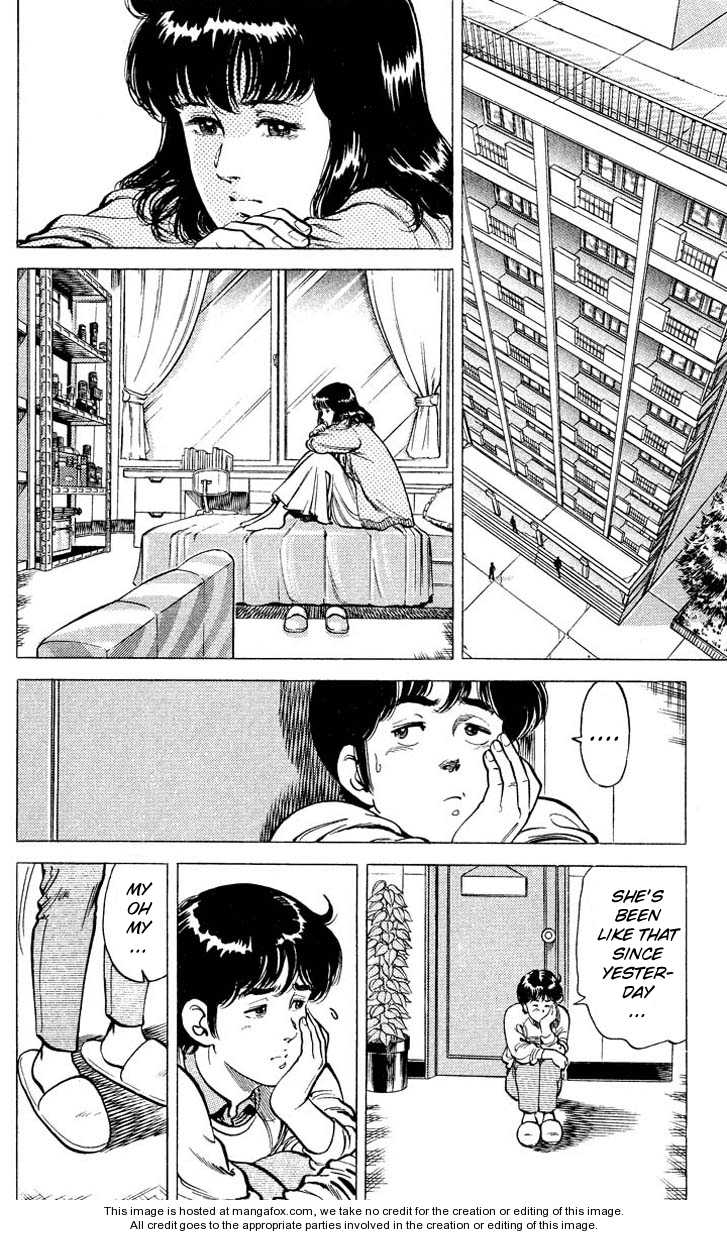 ....
SHE'S
BEEN
LIKE THAT
SINCE
YESTER-
DAY
...
MY
OH
MY
...
This image is hosted at mangafox.com, we take no credit for the creation or editing of this image.
All credit goes to the appropriate parties involved in the creation or editing of this image.